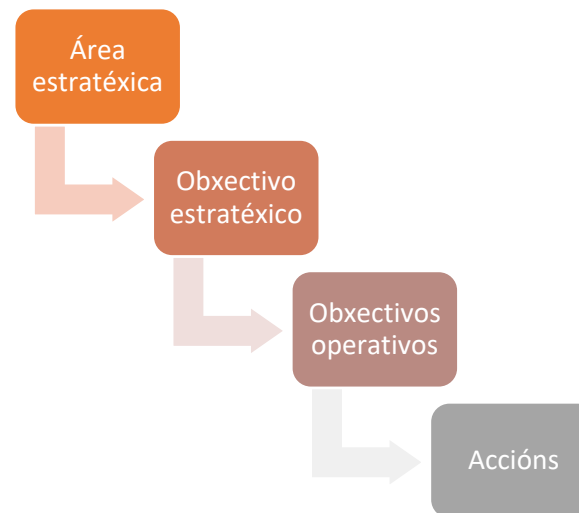 Área
estratéxica
Obxectivo
estratéxico
Obxectivos
operativos
Accións